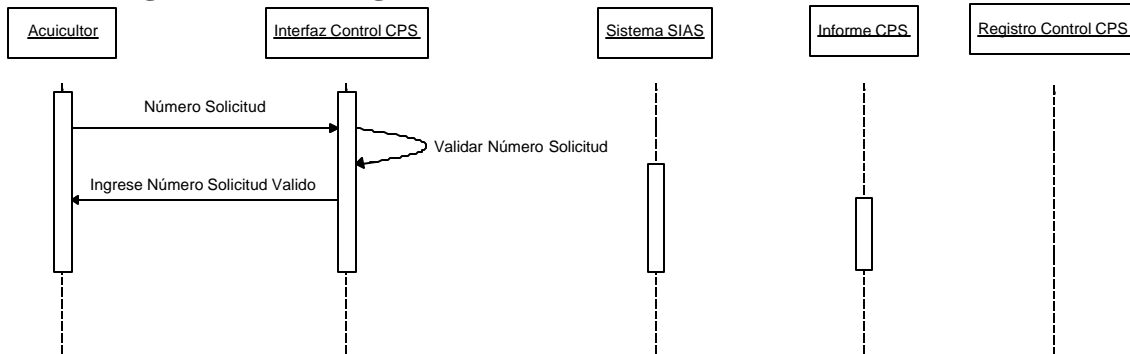 Acuicultor
Interfaz Control CPS
Sistema SIAS
Informe CPS
Registro Control CPS
Número Solicitud
Validar Número Solicitud
Ingrese Número Solicitud Valido